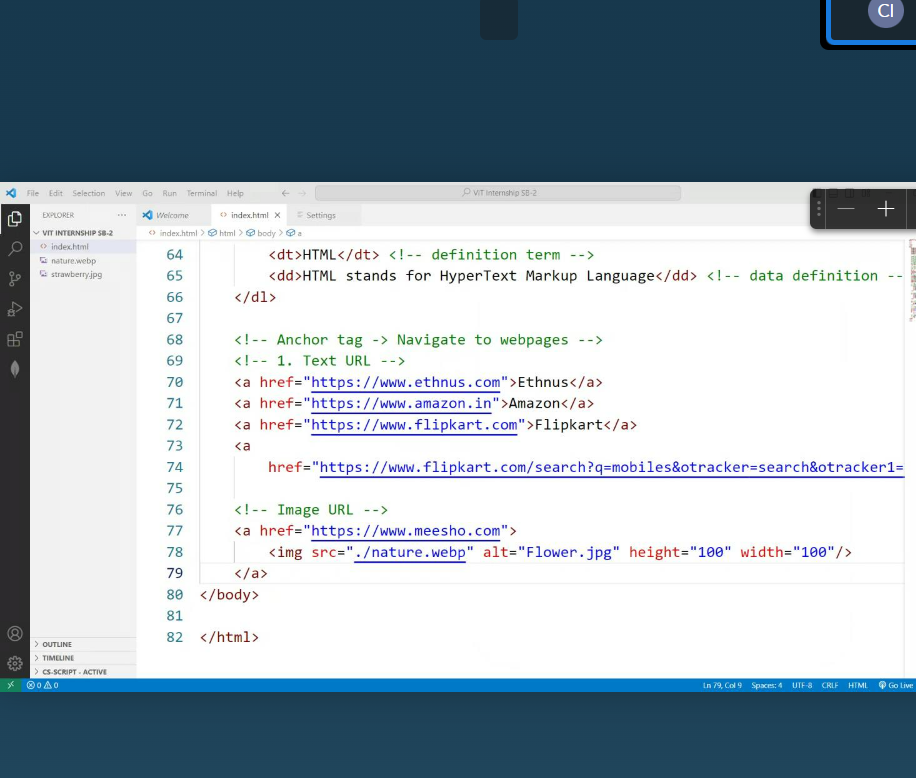 CI
File Edit Selection View Go Run Terminal Help
VIT Internship SB-2
EXPLORER ...
Welcome
index.html
Settings
VIT INTERNSHIP SB-2
index.html > html > body > a
index.html
nature.webp
strawberry.jpg
64 <dt>HTML</dt> <!-- definition term -->
65 <dd>HTML stands for HyperText Markup Language</dd> <!-- data definition --
66 </dl>
67
68 <!-- Anchor tag -> Navigate to webpages -->
69 <!-- 1. Text URL -->
70 <a href="https://www.ethnus.com">Ethnus</a>
71 <a href="https://www.amazon.in">Amazon</a>
72 <a href="https://www.flipkart.com">Flipkart</a>
73 <a
74 href="https://www.flipkart.com/search?q=mobiles&otracker=search&otracker1=
75
76 <!-- Image URL -->
77 <a href="https://www.meesho.com">
78 <img src="./nature.webp" alt="Flower.jpg" height="100" width="100"/>
79 </a>
80 </body>
81
82 </html>
OUTLINE
TIMELINE
CS-SCRIPT - ACTIVE
0 0 Ln 79, Col 9 Spaces: 4 UTF-8 CRLF HTML Go Live